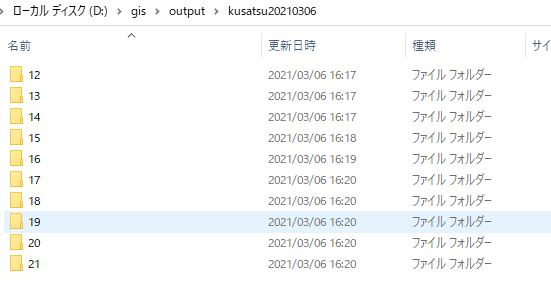 ローカル ディスク (D:) › gis › output › kusatsu20210306
名前 更新日時 種類 サイ
12 2021/03/06 16:17 ファイル フォルダー
13 2021/03/06 16:17 ファイル フォルダー
14 2021/03/06 16:17 ファイル フォルダー
15 2021/03/06 16:18 ファイル フォルダー
16 2021/03/06 16:19 ファイル フォルダー
17 2021/03/06 16:20 ファイル フォルダー
18 2021/03/06 16:20 ファイル フォルダー
19 2021/03/06 16:20 ファイル フォルダー
20 2021/03/06 16:20 ファイル フォルダー
21 2021/03/06 16:20 ファイル フォルダー